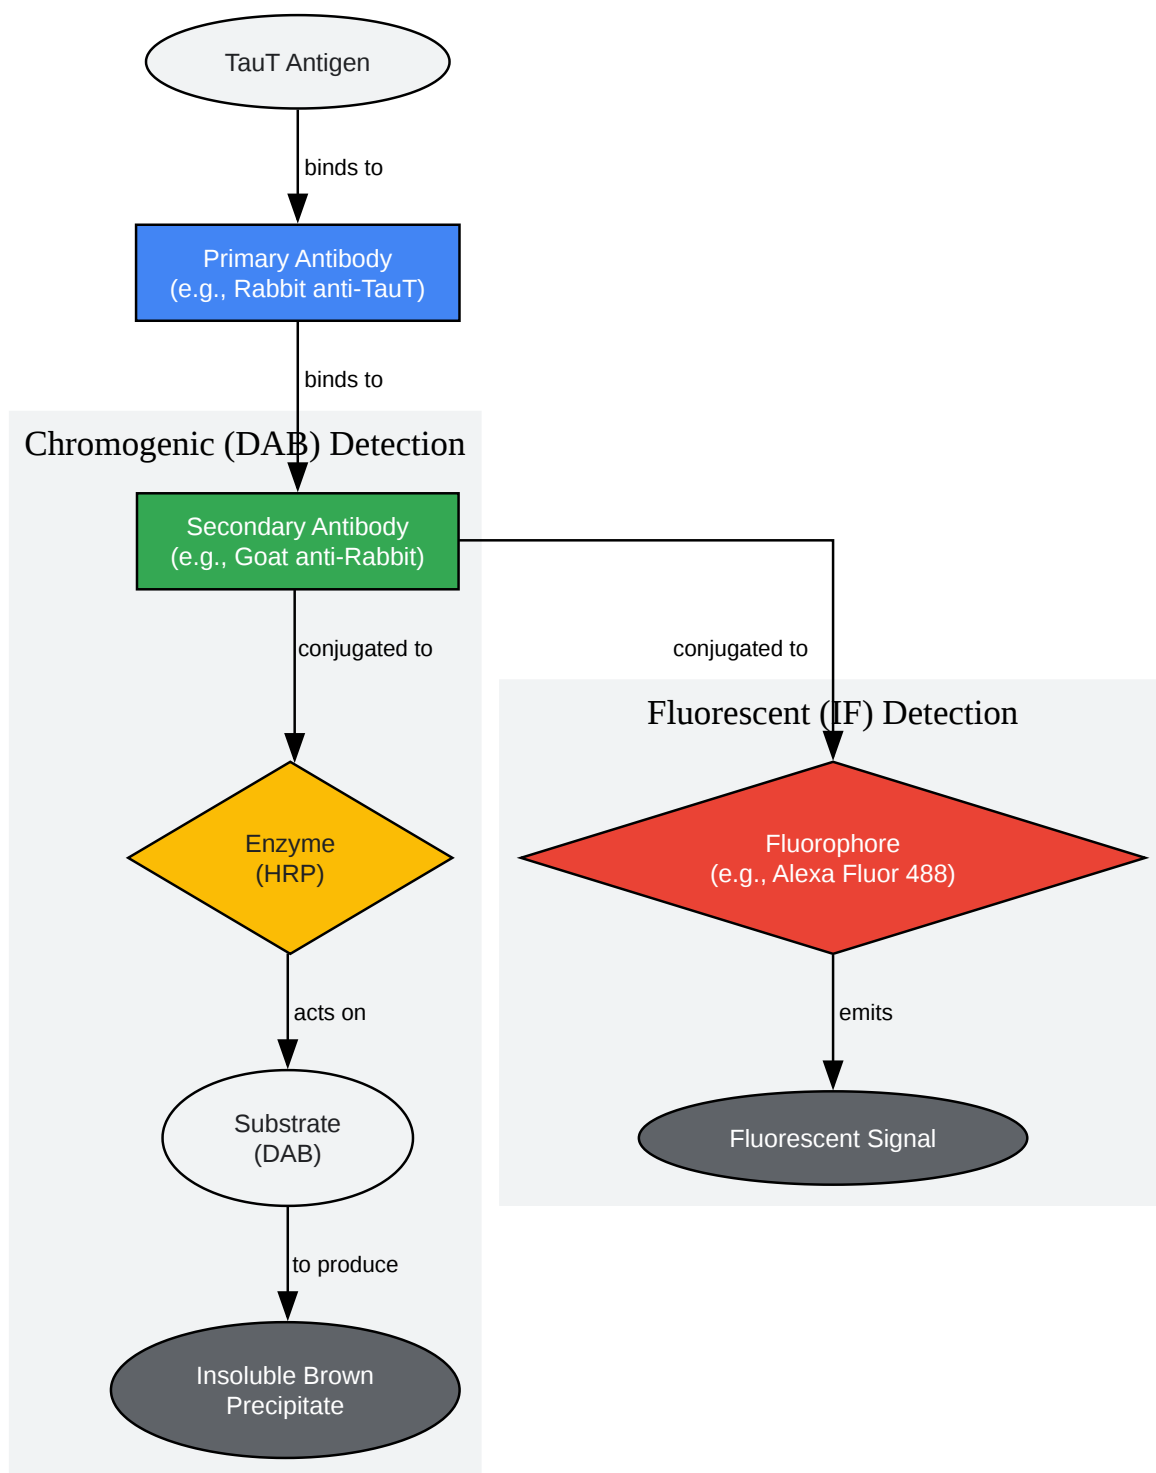 TauT Antigen
binds to
Primary Antibody
(e.g., Rabbit anti-TauT)
binds to
Chromogenic (DAB) Detection
Secondary Antibody
(e.g., Goat anti-Rabbit)
conjugated to
conjugated to
Fluorescent (IF) Detection
Enzyme
(HRP)
Fluorophore
(e.g., Alexa Fluor 488)
acts on
emits
Substrate
(DAB)
Fluorescent Signal
to produce
Insoluble Brown
Precipitate